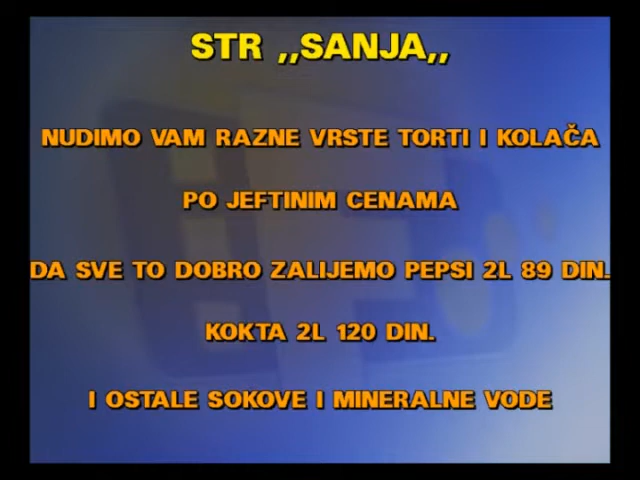 STR ,,SANJA,,
NUDIMO VAM RAZNE VRSTE TORTI I KOLAČA
PO JEFTINIM CENAMA
DA SVE TO DOBRO ZALIJEMO PEPSI 2L 89 DIN.
KOKTA 2L 120 DIN.
I OSTALE SOKOVE I MINERALNE VODE